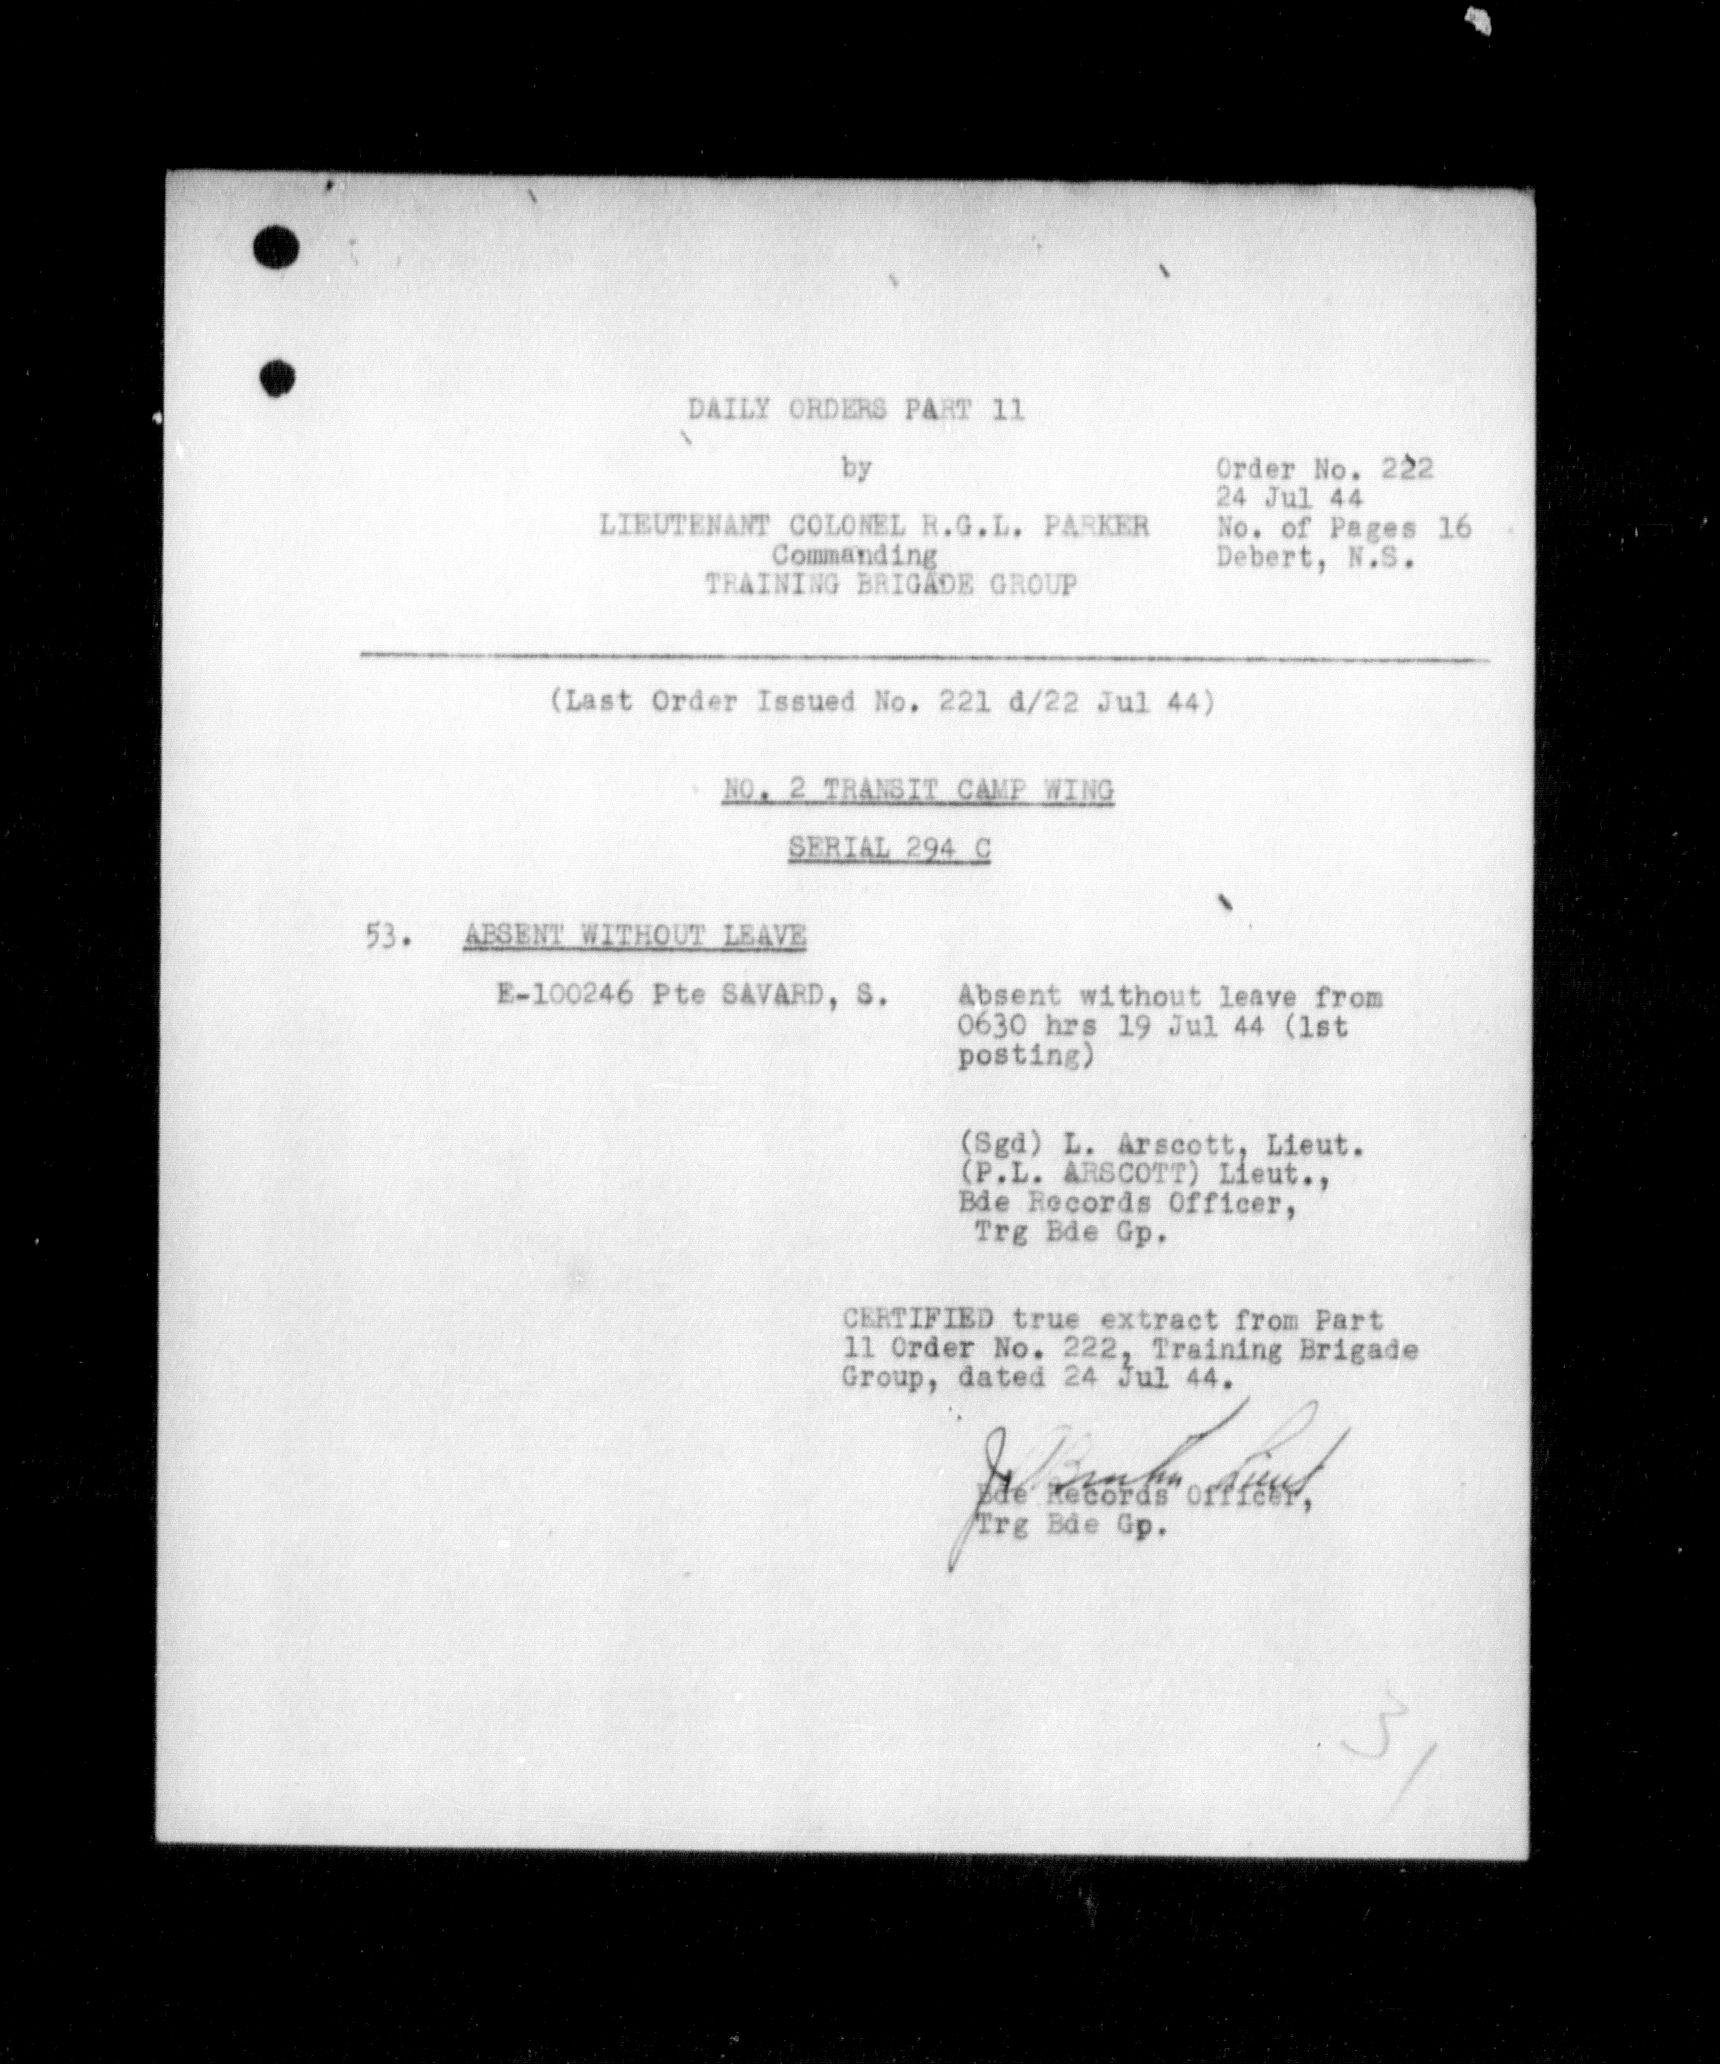 DAILY ORDERS PART 11
by
LIEUTENANT COLONEL R.G.L. PARKER
Commanding
TRAINING BRIGADE GROUP
Order No. 222
24 Jul 44
No. of Pages 16
Debert, N.S.
(Last Order Issued No. 221 d/22 Jul 44)
NO. 2 TRANSIT CAMP WING
SERIAL 294 C
53. ABSENT WITHOUT LEAVE
E-100246 Pte SAVARD, S.
Absent without leave from
0630 hrs 19 Jul 44 (1st
posting)
(Sgd) L. Arscott, Lieut.
(P.L. ARSCOTT) Lieut.,
Bde Records Officer,
Trg Bde Gp.
CERTIFIED true extract from Part
11 Order No. 222, Training Brigade
Group, dated 24 Jul 44.
Lieut
Bde Records Officer,
Trg Bde Gp.
31